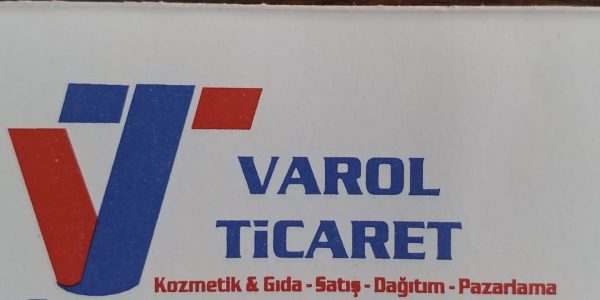 VAROL
TiCARET
Kozmetik & Gıda - Satış - Dağıtım - Pazarlama